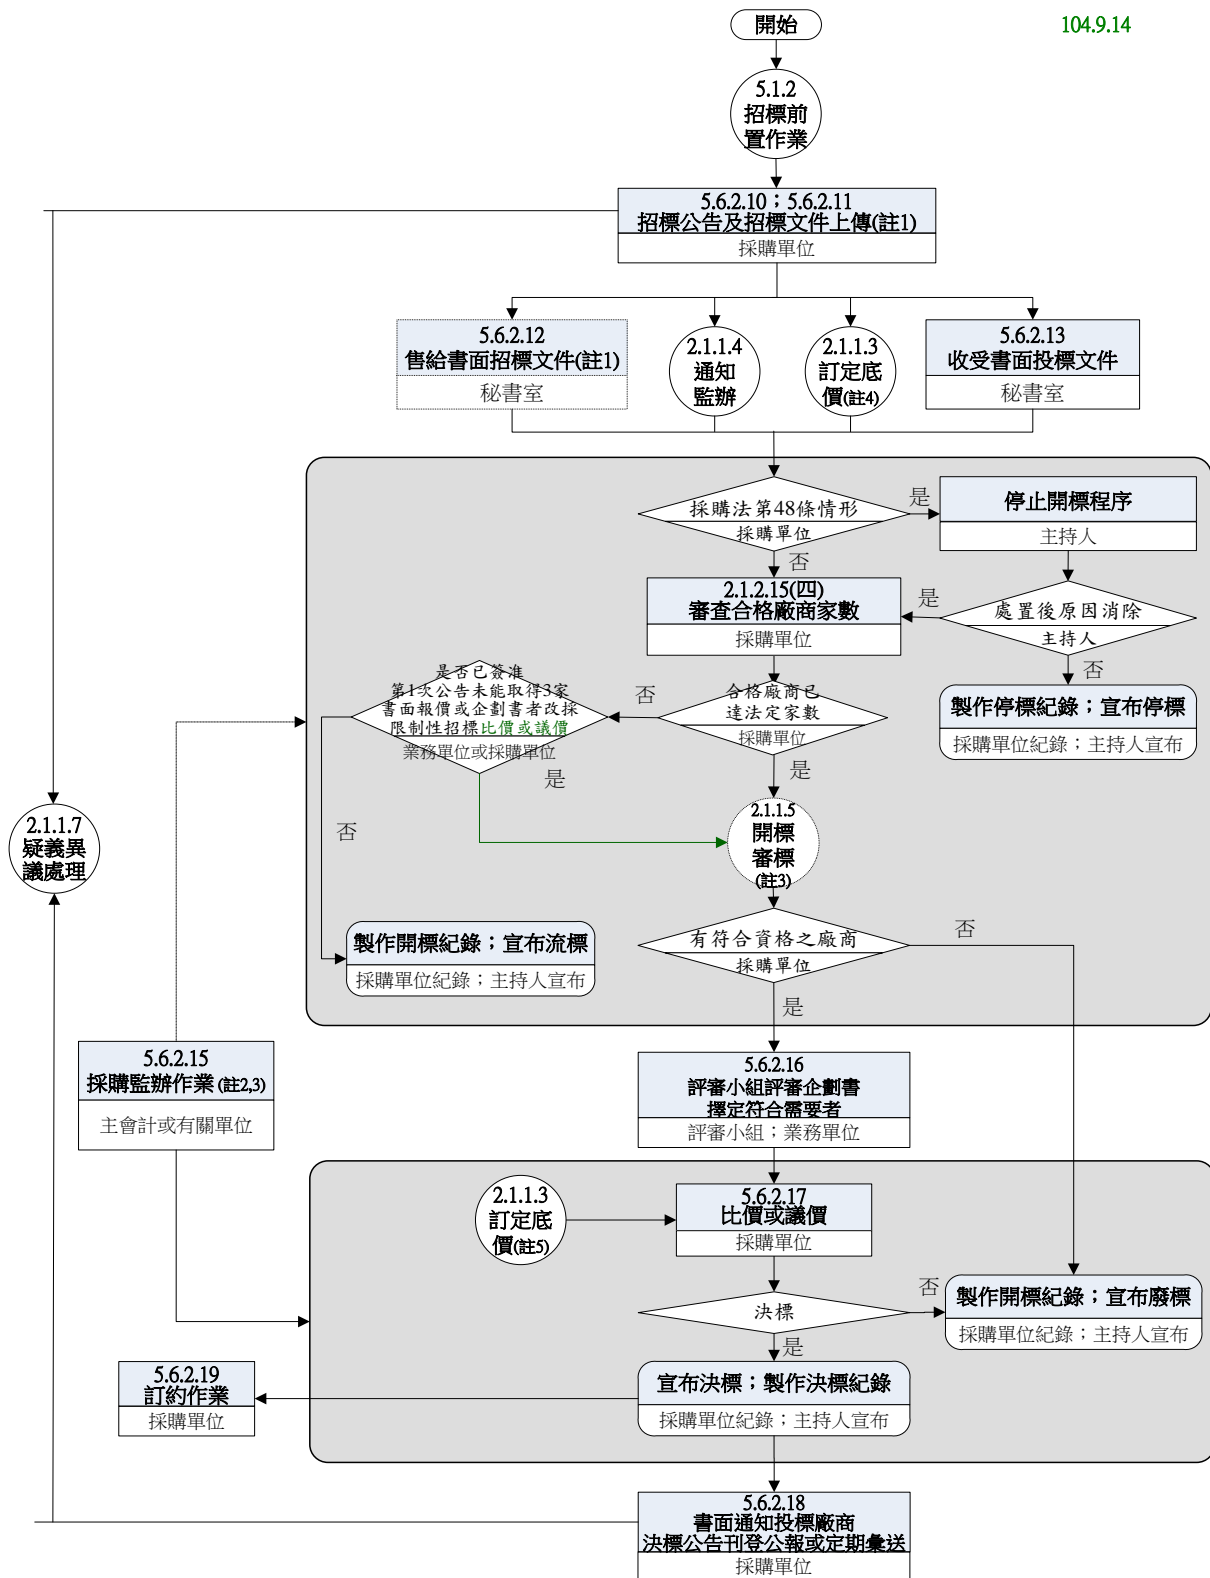 開始
104.9.14
5.1.2
招標前
置作業
5.6.2.10；5.6.2.11
招標公告及招標文件上傳(註1)
採購單位
5.6.2.12
售給書面招標文件(註1)
秘書室
2.1.1.4
通知
監辦
2.1.1.3
訂定底
價(註4)
5.6.2.13
收受書面投標文件
秘書室
採購法第48條情形
採購單位
是
停止開標程序
主持人
否
2.1.2.15(四)
審查合格廠商家數
採購單位
是
處置後原因消除
主持人
否
製作停標紀錄；宣布停標
採購單位紀錄；主持人宣布
是否已簽准
第1次公告未能取得3家
書面報價或企劃書者改採
限制性招標比價或議價
業務單位或採購單位
否
合格廠商已
達法定家數
採購單位
是
是
否
2.1.1.5
開標
審標
(註3)
2.1.1.7
疑義異
議處理
製作開標紀錄；宣布流標
採購單位紀錄；主持人宣布
有符合資格之廠商
採購單位
否
是
5.6.2.15
採購監辦作業(註2,3)
主會計或有關單位
5.6.2.16
評審小組評審企劃書
擇定符合需要者
評審小組；業務單位
2.1.1.3
訂定底
價(註5)
5.6.2.17
比價或議價
採購單位
決標
否
製作開標紀錄；宣布廢標
採購單位紀錄；主持人宣布
是
5.6.2.19
訂約作業
採購單位
宣布決標；製作決標紀錄
採購單位紀錄；主持人宣布
5.6.2.18
書面通知投標廠商
決標公告刊登公報或定期彙送
採購單位